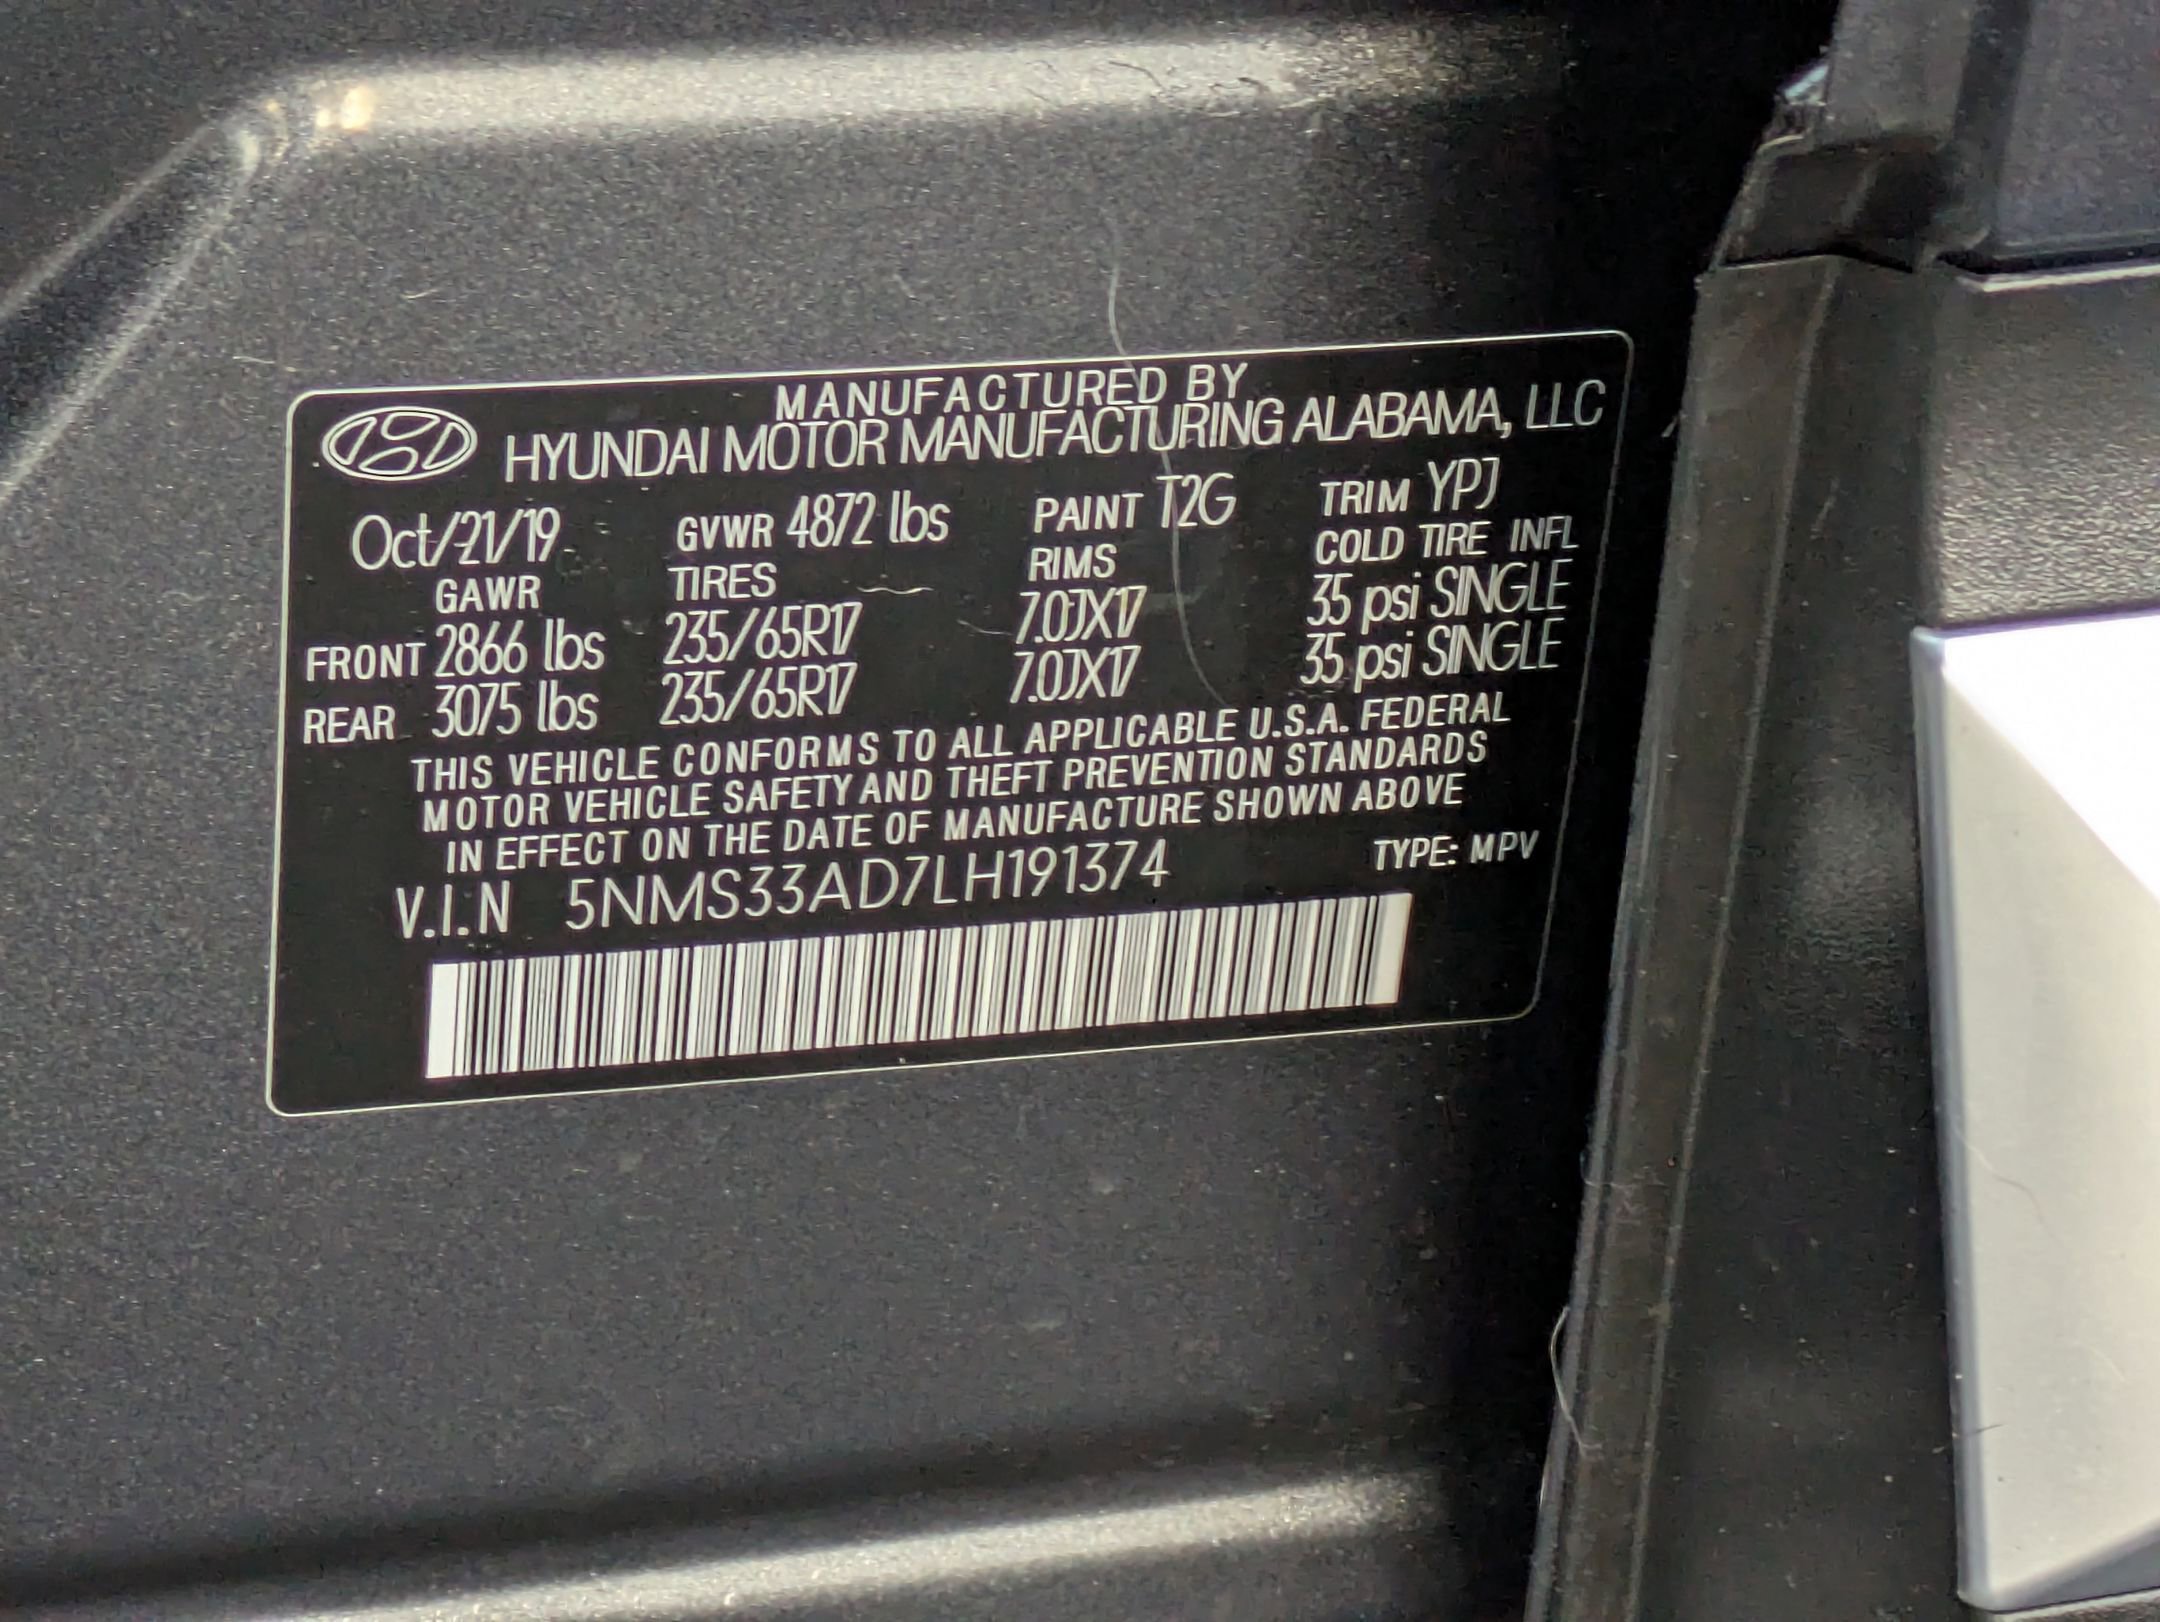 MANUFACTURED BY
HYUNDAI MOTOR MANUFACTURING ALABAMA, LLC
Oct/21/19 GVWR 4872 lbs PAINT T2G TRIM YPJ
GAWR TIRES RIMS COLD TIRE INFL
FRONT 2866 lbs 235/65R17 7.0JX17 35 psi SINGLE
REAR 3075 lbs 235/65R17 7.0JX17 35 psi SINGLE
THIS VEHICLE CONFORMS TO ALL APPLICABLE U.S.A. FEDERAL
MOTOR VEHICLE SAFETY AND THEFT PREVENTION STANDARDS
IN EFFECT ON THE DATE OF MANUFACTURE SHOWN ABOVE
V.I.N 5NMS33AD7LH191374 TYPE: MPV